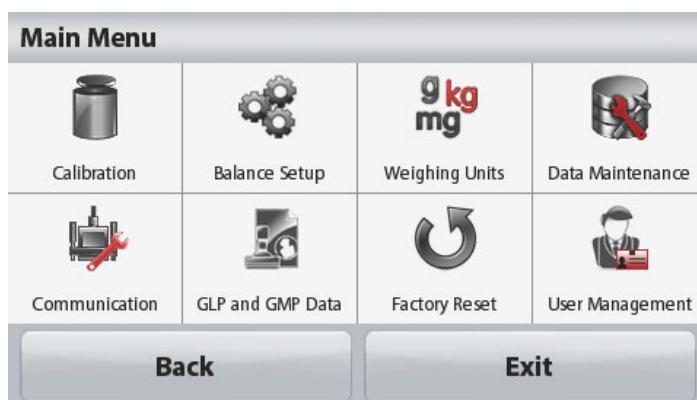 Main Menu
g kg
mg
Calibration Balance Setup Weighing Units Data Maintenance
Communication GLP and GMP Data Factory Reset User Management
Back Exit